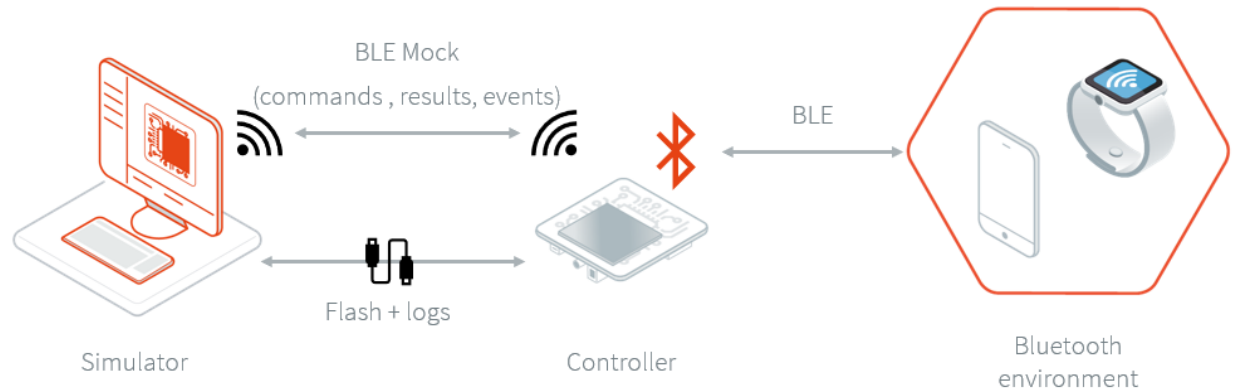 BLE Mock
(commands , results, events)
BLE
Flash + logs
Simulator
Controller
Bluetooth
environment